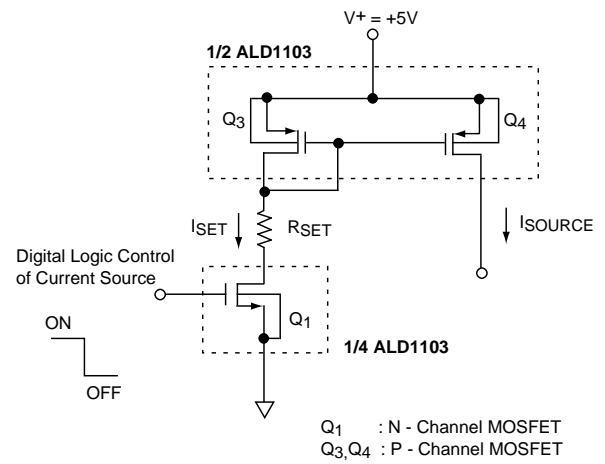 V+ = +5V
1/2 ALD1103
Q3
Q4
ISET
RSET
ISOURCE
Digital Logic Control
of Current Source
ON
OFF
Q1
1/4 ALD1103
Q1 : N - Channel MOSFET
Q3,Q4 : P - Channel MOSFET